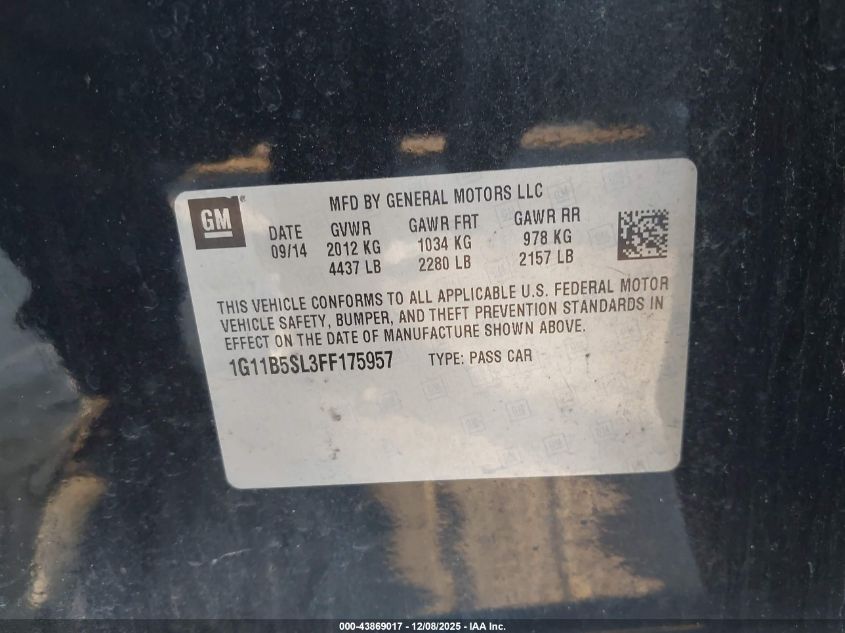 GM
MFD BY GENERAL MOTORS LLC
DATE GVWR GAWR FRT GAWR RR
09/14 2012 KG 1034 KG 978 KG
4437 LB 2280 LB 2157 LB
THIS VEHICLE CONFORMS TO ALL APPLICABLE U.S. FEDERAL MOTOR
VEHICLE SAFETY, BUMPER, AND THEFT PREVENTION STANDARDS IN
EFFECT ON THE DATE OF MANUFACTURE SHOWN ABOVE.
1G11B5SL3FF175957 TYPE: PASS CAR
000-43869017 - 12/08/2025 - IAA Inc.